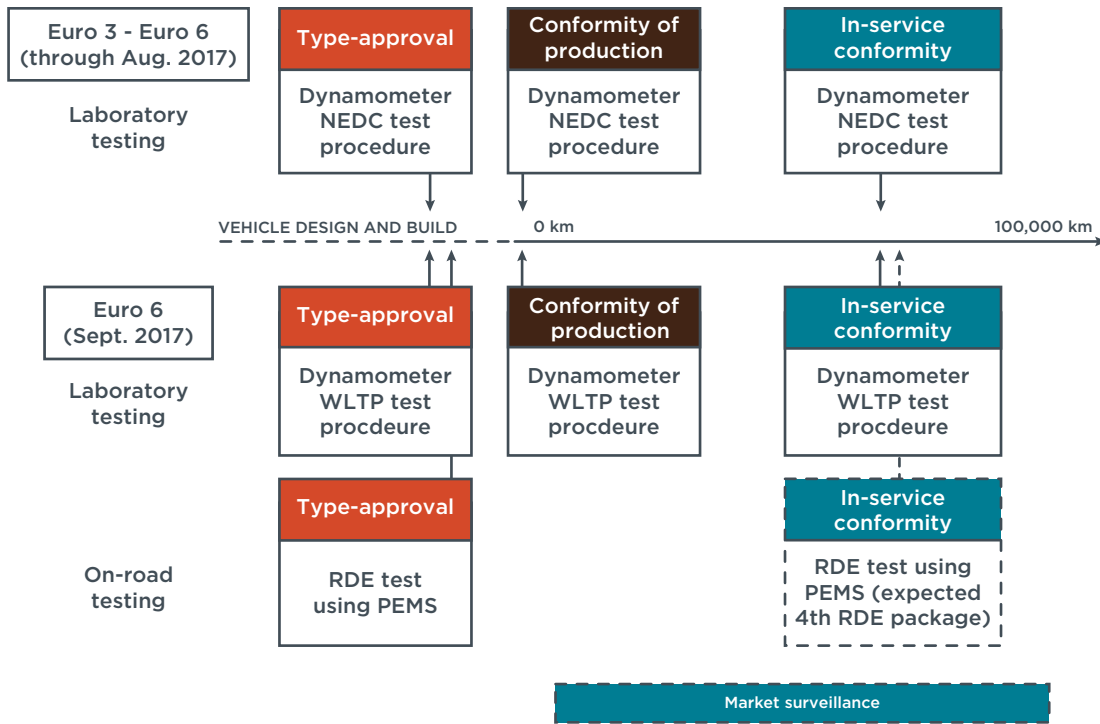 Euro 3 - Euro 6
(through Aug. 2017)
Laboratory
testing
Type-approval
Dynamometer
NEDC test
procedure
Conformity of
production
Dynamometer
NEDC test
procedure
In-service
conformity
Dynamometer
NEDC test
procedure
VEHICLE DESIGN AND BUILD
0 km
100,000 km
Euro 6
(Sept. 2017)
Laboratory
testing
Type-approval
Dynamometer
WLTP test
procdeure
Conformity of
production
Dynamometer
WLTP test
procdeure
In-service
conformity
Dynamometer
WLTP test
procdeure
On-road
testing
Type-approval
RDE test
using PEMS
In-service
conformity
RDE test using
PEMS (expected
4th RDE package)
Market surveillance